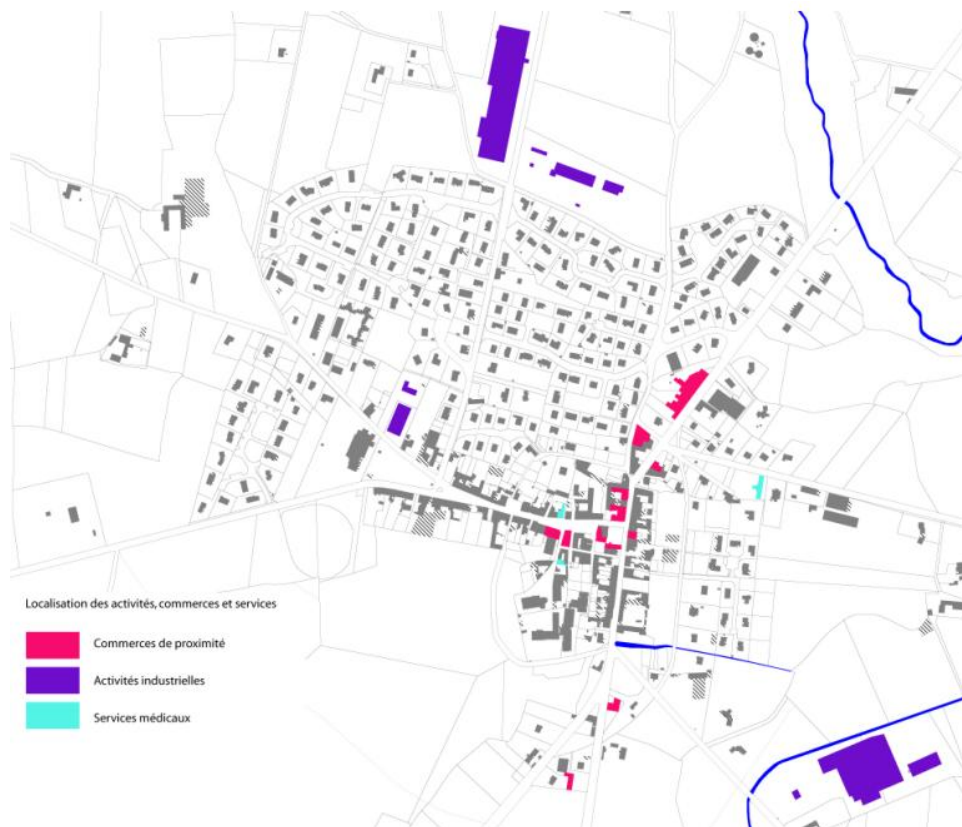 Localisation des activités, commerces et services
Commerces de proximité
Activités industrielles
Services médicaux